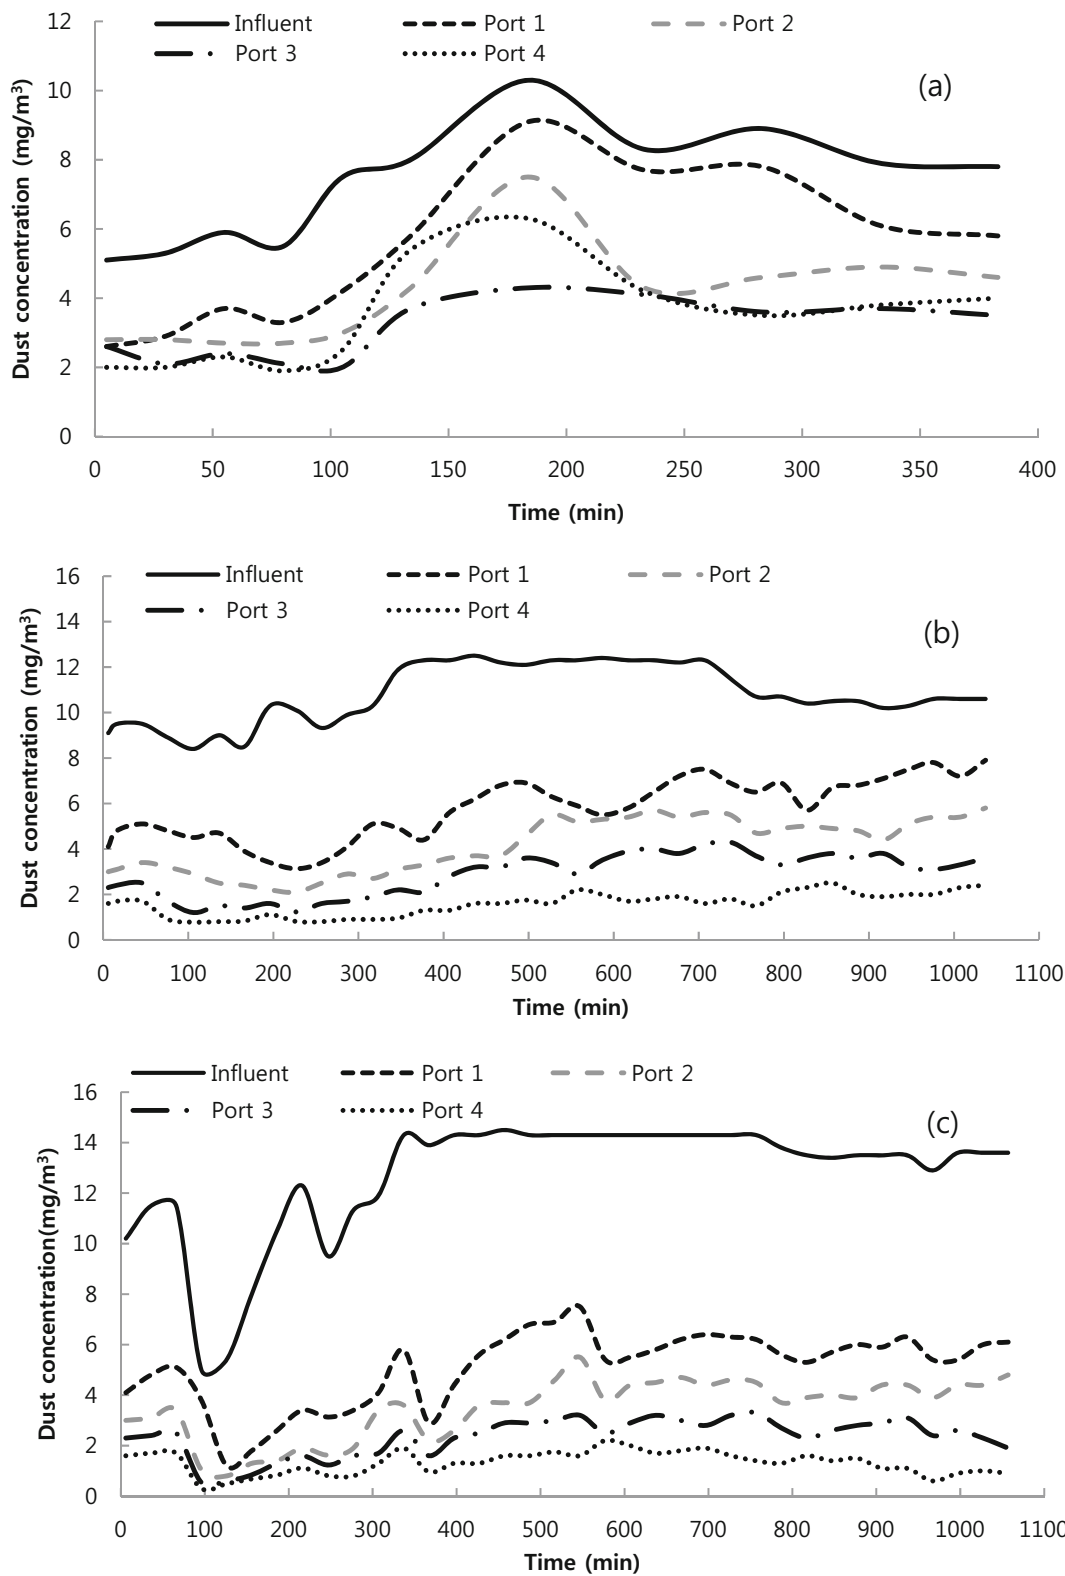 12
Influent
Port 1
Port 2
Port 3
Port 4
(a)
10
8
6
4
2
0
Dust concentration (mg/m³)
0 50 100 150 200 250 300 350 400
Time (min)
16
Influent
Port 1
Port 2
Port 3
Port 4
(b)
14
12
10
8
6
4
2
0
Dust concentration (mg/m³)
0 100 200 300 400 500 600 700 800 900 1000 1100
Time (min)
Influent
Port 1
Port 2
16
Port 3
Port 4
(c)
14
12
10
8
6
4
2
0
Dust concentration(mg/m³)
0 100 200 300 400 500 600 700 800 900 1000 1100
Time (min)